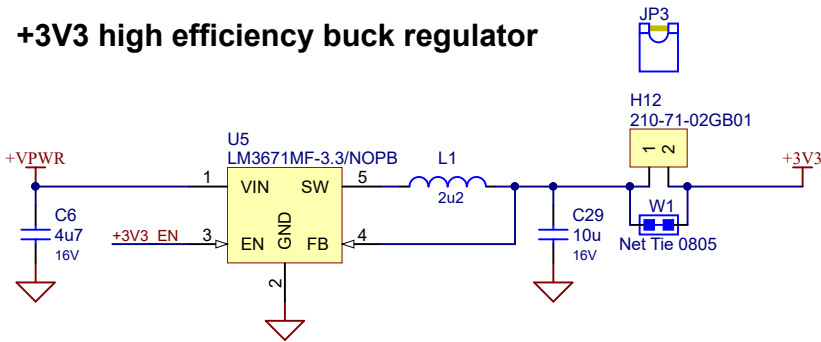 +3V3 high efficiency buck regulator
JP3
H12
210-71-02GB01
1 2
+VPWR
U5
LM3671MF-3.3/NOPB
L1
+3V3
1
VIN
SW
5
2u2
C6
4u7
16V
+3V3_EN
3
EN
GND
FB
4
C29
10u
16V
W1
Net Tie 0805
2